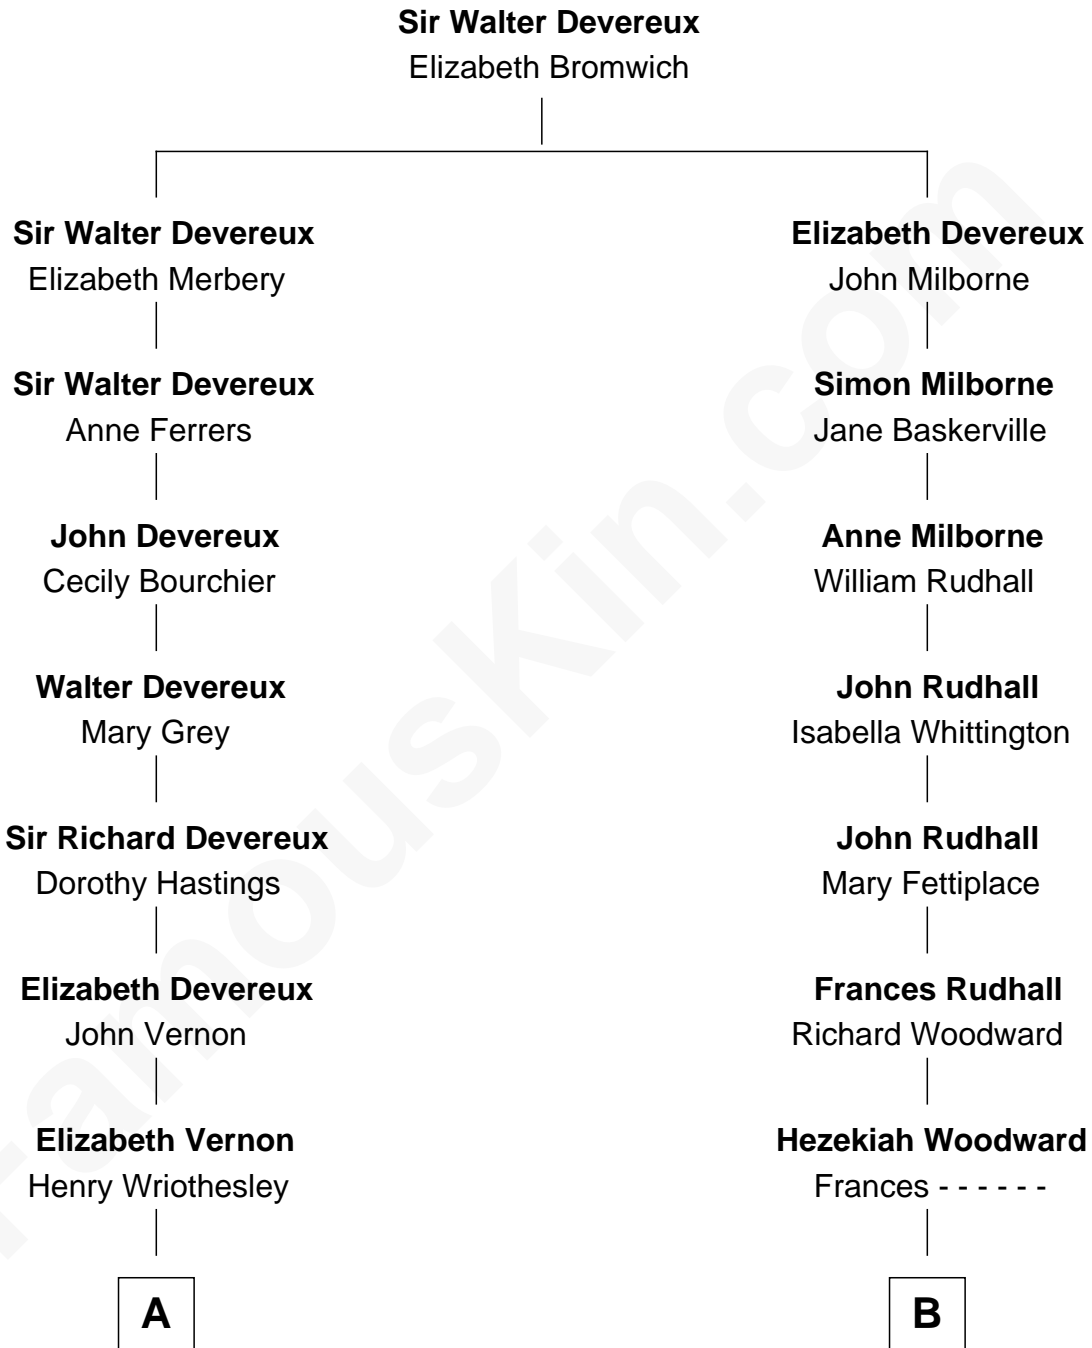 Sir Walter Devereux
Elizabeth Bromwich
Sir Walter Devereux
Elizabeth Merbery
Sir Walter Devereux
Anne Ferrers
John Devereux
Cecily Bourchier
Walter Devereux
Mary Grey
Sir Richard Devereux
Dorothy Hastings
Elizabeth Devereux
John Vernon
Elizabeth Vernon
Henry Wriothesley
A
Elizabeth Devereux
John Milborne
Simon Milborne
Jane Baskerville
Anne Milborne
William Rudhall
John Rudhall
Isabella Whittington
John Rudhall
Mary Fettiplace
Frances Rudhall
Richard Woodward
Hezekiah Woodward
Frances - - - - - -
B
FamousKin.com